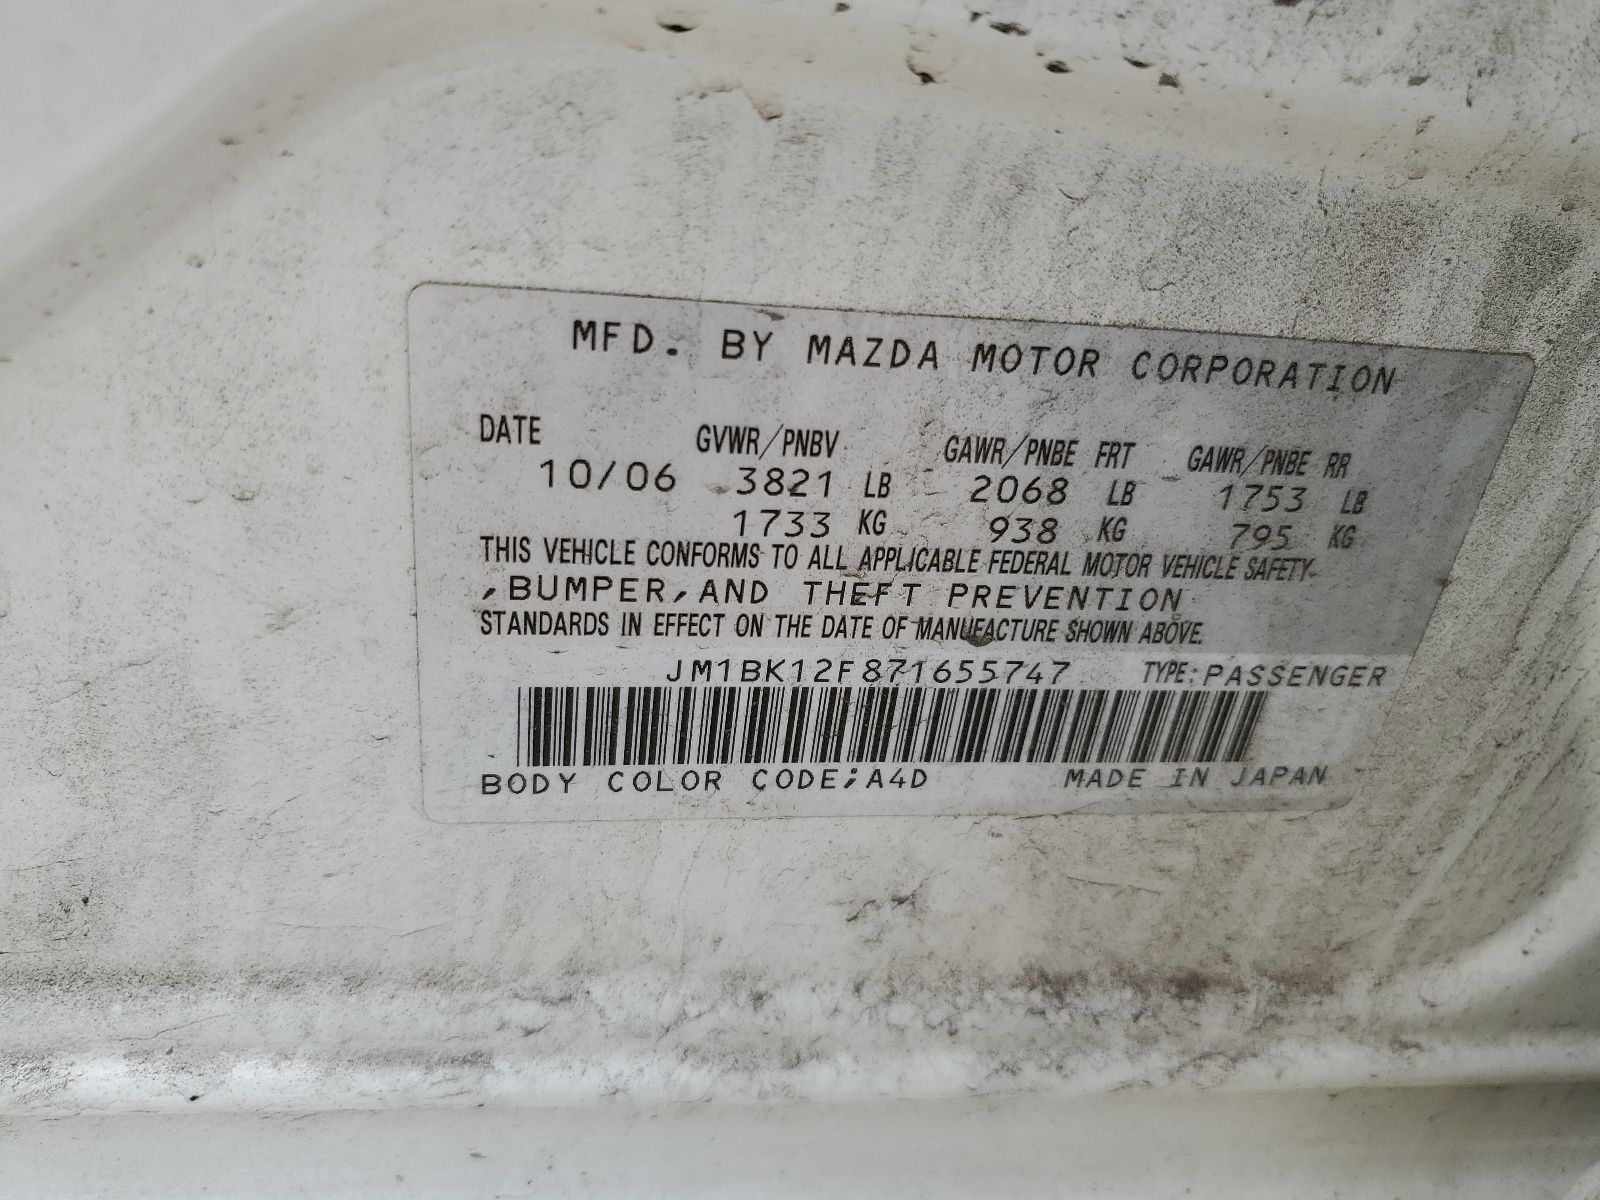 MFD. BY MAZDA MOTOR CORPORATION
DATE GVWR/PNBV GAWR/PNBE FRT GAWR/PNBE RR
10/06 3821 LB 2068 LB 1753 LB
1733 KG 938 KG 795 KG
THIS VEHICLE CONFORMS TO ALL APPLICABLE FEDERAL MOTOR VEHICLE SAFETY
,BUMPER,AND THEFT PREVENTION
STANDARDS IN EFFECT ON THE DATE OF MANUFACTURE SHOWN ABOVE.
JM1BK12F871655747 TYPE:PASSENGER
BODY COLOR CODE;A4D MADE IN JAPAN